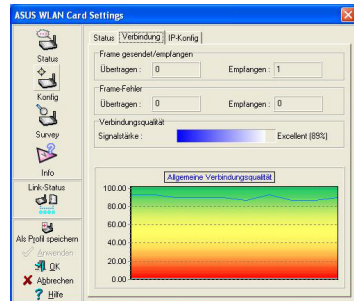 ASUS WLAN Card Settings
Status
Konfig
Survey
Info
Link-Status
Als Profil speichern
Anwenden
OK
Abbrechen
Hilfe
Status Verbindung IP-Konfig
Frame gesendet/empfangen
Übertragen : 0 Empfangen : 1
Frame-Fehler
Übertragen : 0 Empfangen : 0
Verbindungsqualität
Signalstärke : Excellent (89%)
Allgemeine Verbindungsqualität
100.00
80.00
60.00
40.00
20.00
0.00